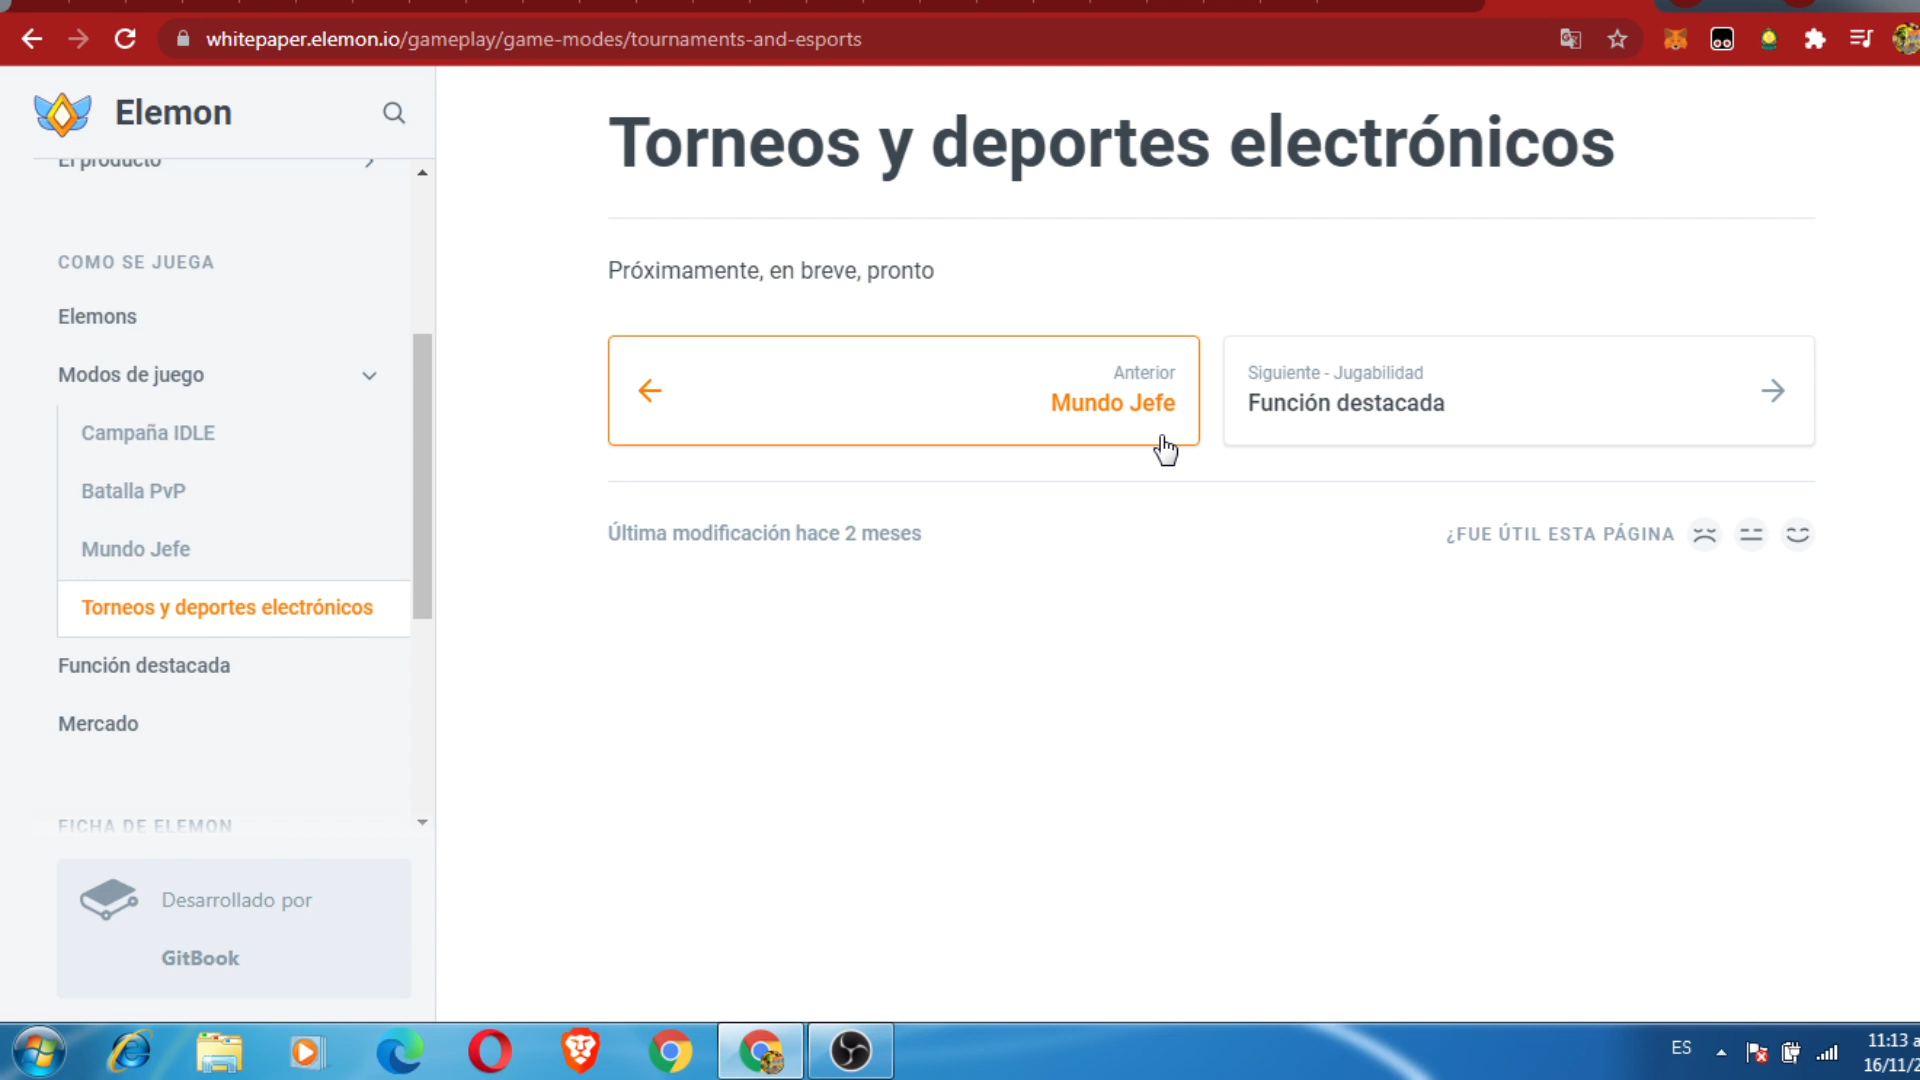 whitepaper.elemon.io/gameplay/game-modes/tournaments-and-esports
Elemon
El producto
COMO SE JUEGA
Elemons
Modos de juego
Campaña IDLE
Batalla PvP
Mundo Jefe
Torneos y deportes electrónicos
Función destacada
Mercado
FICHA DE ELEMON
Desarrollado por
GitBook
Torneos y deportes electrónicos
Próximamente, en breve, pronto
Anterior
Mundo Jefe
Siguiente - Jugabilidad
Función destacada
Última modificación hace 2 meses
¿FUE ÚTIL ESTA PÁGINA
ES
11:13 a
16/11/2